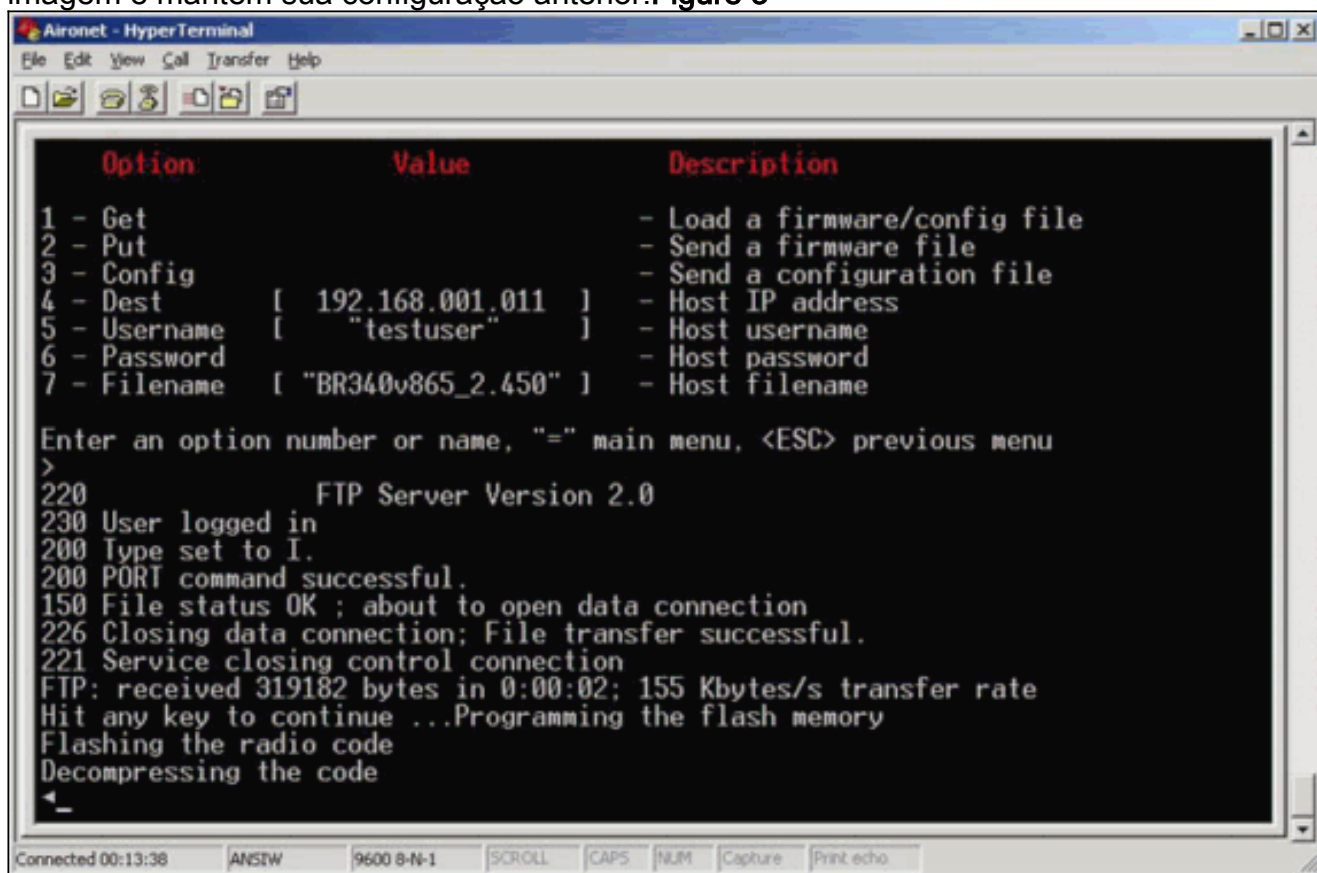 imagem e mantém sua configuração anterior.Figure 8
Aironet - HyperTerminal
File Edit View Call Transfer Help
Option Value Description
1 - Get - Load a firmware/config file
2 - Put - Send a firmware file
3 - Config - Send a configuration file
4 - Dest [ 192.168.001.011 ] - Host IP address
5 - Username [ "testuser" ] - Host username
6 - Password - Host password
7 - Filename [ "BR340v865_2.450" ] - Host filename
Enter an option number or name, "=" main menu, <ESC> previous menu
>
220 FTP Server Version 2.0
230 User logged in
200 Type set to I.
200 PORT command successful.
150 File status OK ; about to open data connection
226 Closing data connection; File transfer successful.
221 Service closing control connection
FTP: received 319182 bytes in 0:00:02; 155 Kbytes/s transfer rate
Hit any key to continue ...Programming the flash memory
Flashing the radio code
Decompressing the code
Connected 00:13:38 ANSIW 9600 8-N-1 SCROLL CAPS NUM Capture Print echo